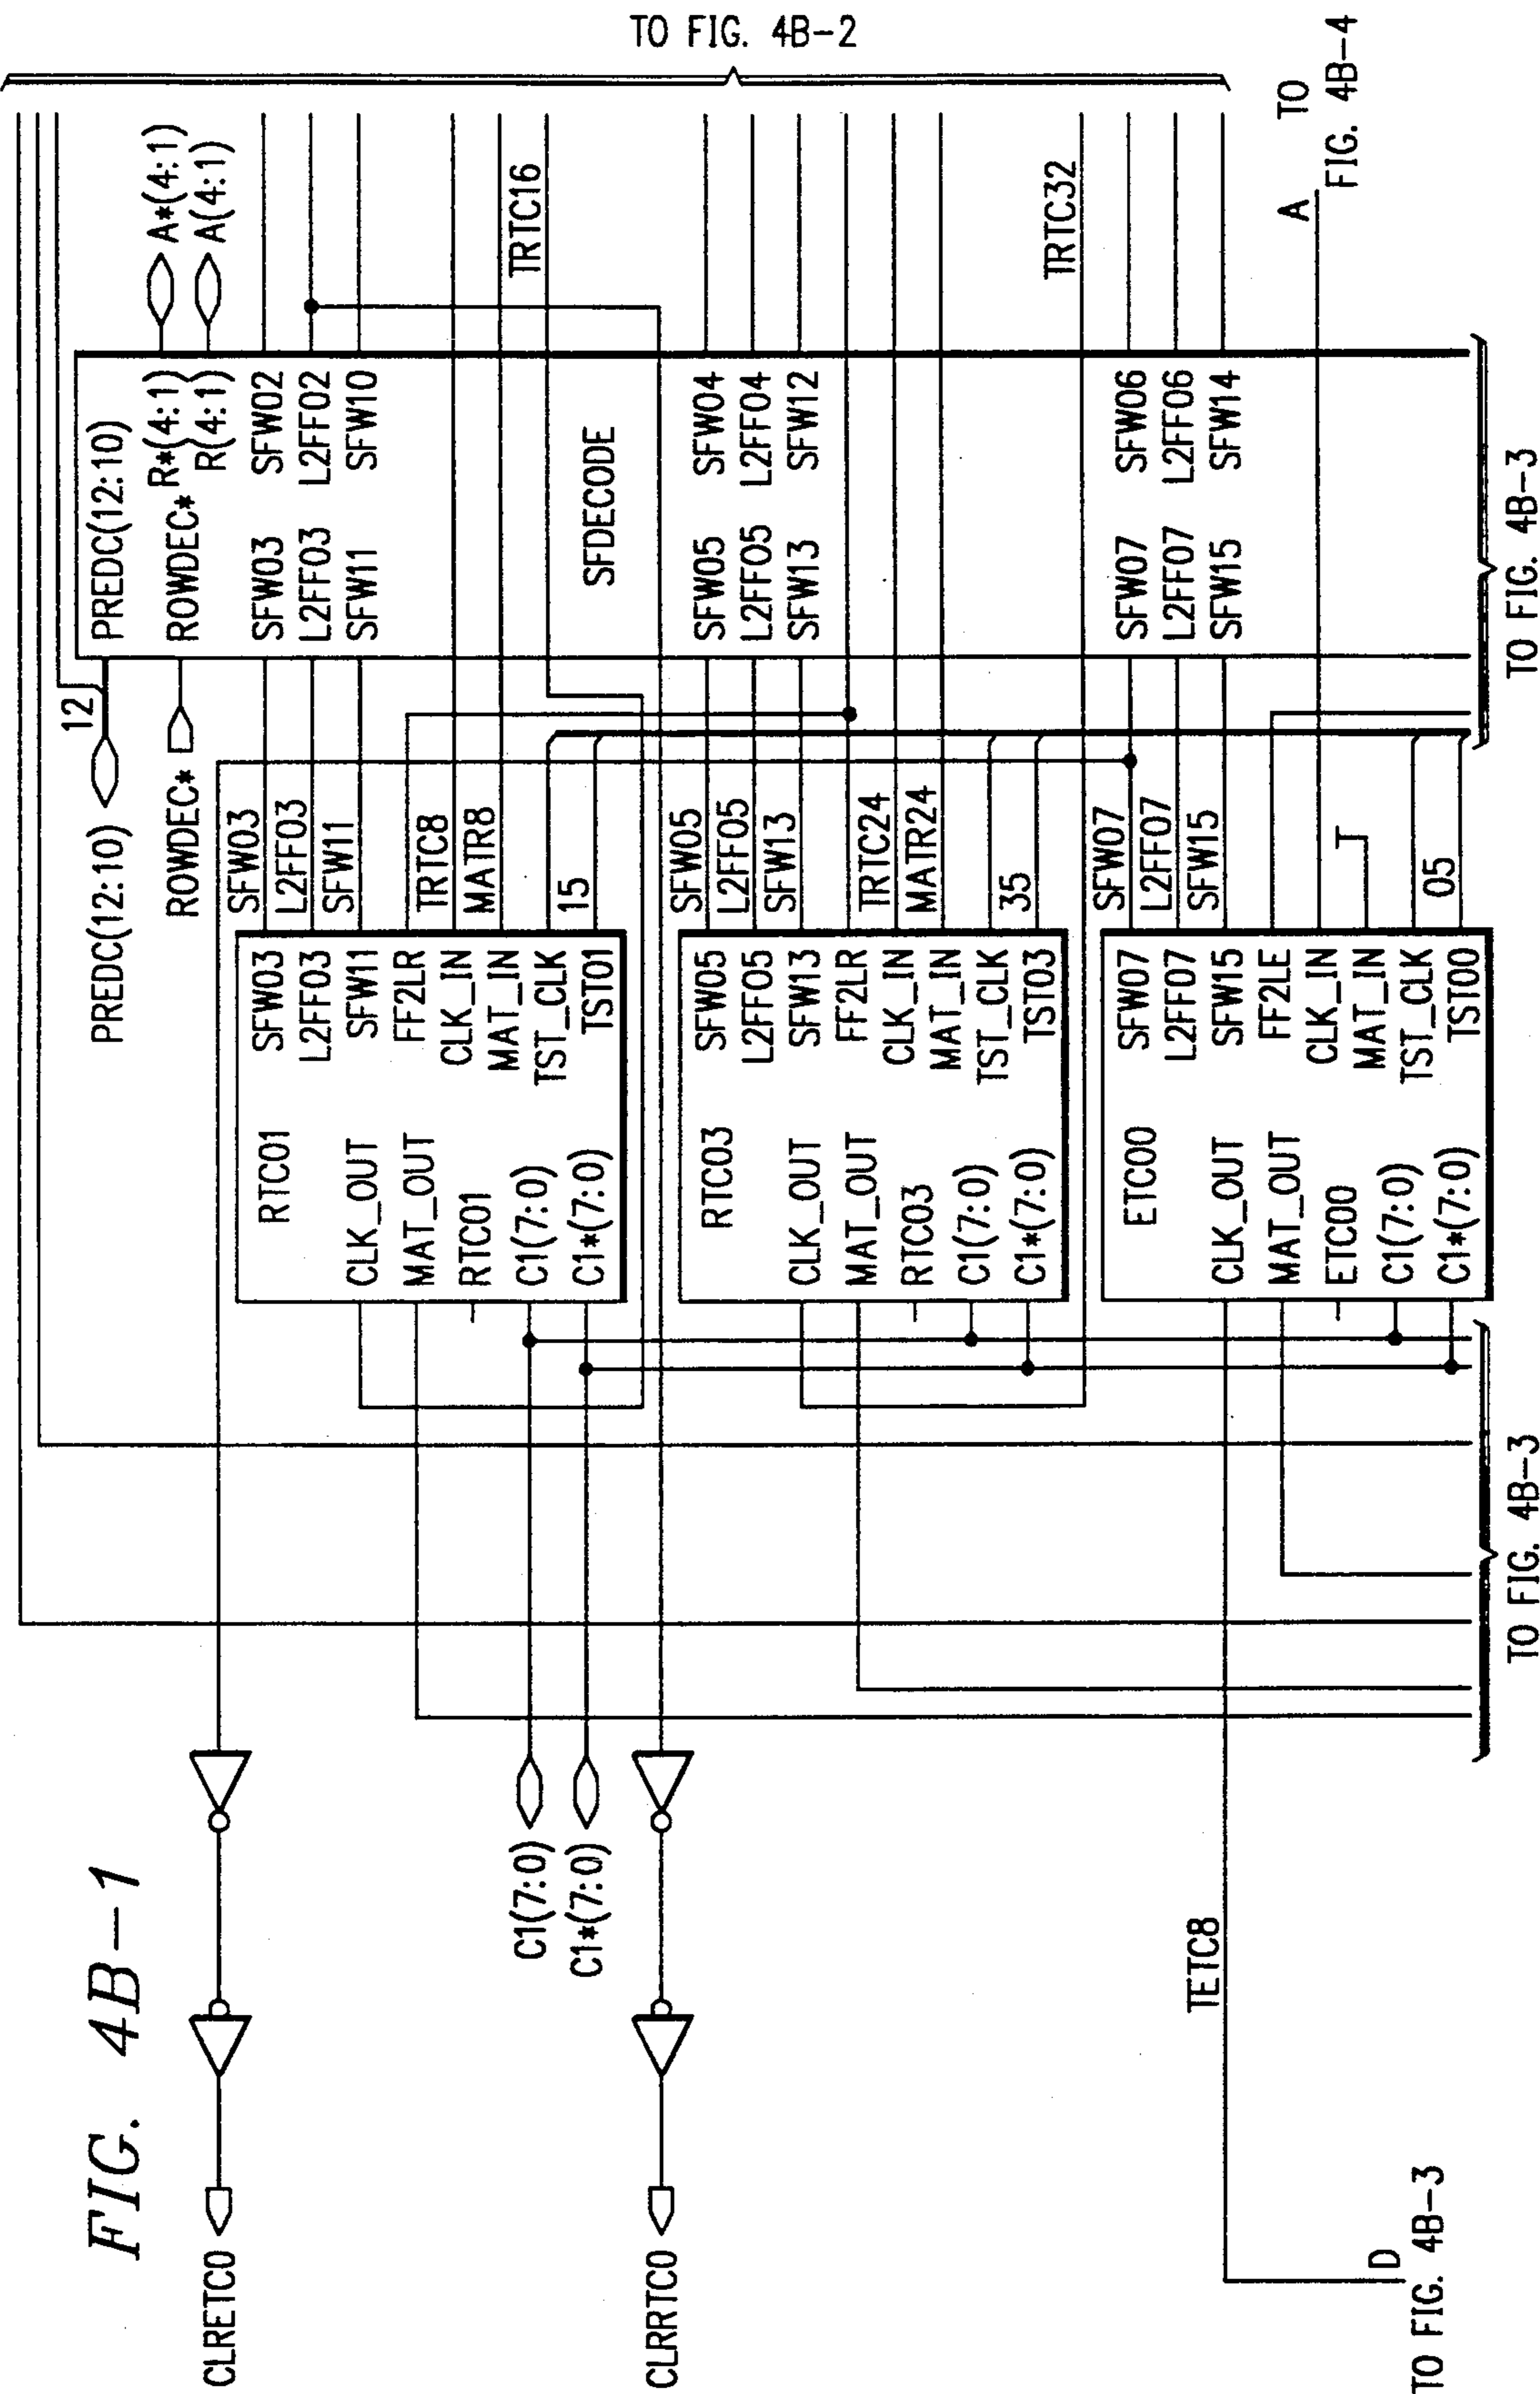 FIG. 4B-1
TO FIG. 4B-2
PREDC(12:10)
12
PREDC(12:10)
ROWDEC*
ROWDEC*
R*(4:1)
R(4:1)
A*(4:1)
A(4:1)
SFW03
L2FF03
SFW11
SFW02
L2FF02
SFW10
SFDECODE
SFW05
L2FF05
SFW13
SFW04
L2FF04
SFW12
SFW07
L2FF07
SFW15
SFW06
L2FF06
SFW14
TRTC16
TRTC32
A TO
FIG. 4B-4
SFW03
L2FF03
SFW11
TRTC8
MATR8
15
RTC01
SFW03
L2FF03
SFW11
FF2LR
CLK_IN
MAT_IN
TST_CLK
TST01
CLK_OUT
MAT_OUT
RTC01
C1(7:0)
C1*(7:0)
SFW05
L2FF05
SFW13
TRTC24
MATR24
35
RTC03
SFW05
L2FF05
SFW13
FF2LR
CLK_IN
MAT_IN
TST_CLK
TST03
CLK_OUT
MAT_OUT
RTC03
C1(7:0)
C1*(7:0)
SFW07
L2FF07
SFW15
T
05
ETC00
SFW07
L2FF07
SFW15
FF2LE
CLK_IN
MAT_IN
TST_CLK
TST00
CLK_OUT
MAT_OUT
ETC00
C1(7:0)
C1*(7:0)
CLRETC0
C1(7:0)
C1*(7:0)
CLRRTC0
TETC8
D
TO FIG. 4B-3
TO FIG. 4B-3
TO FIG. 4B-3